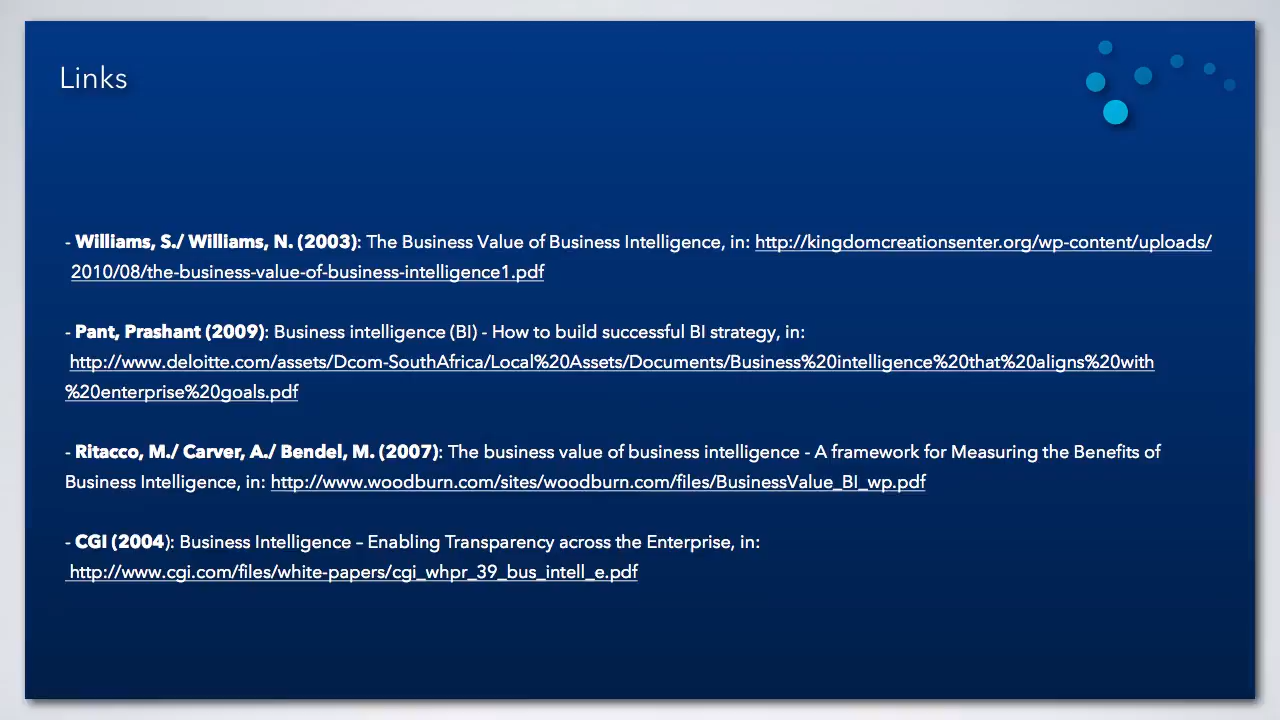 Links
- Williams, S./ Williams, N. (2003): The Business Value of Business Intelligence, in: http://kingdomcreationsenter.org/wp-content/uploads/
2010/08/the-business-value-of-business-intelligence1.pdf
- Pant, Prashant (2009): Business intelligence (BI) - How to build successful BI strategy, in:
http://www.deloitte.com/assets/Dcom-SouthAfrica/Local%20Assets/Documents/Business%20intelligence%20that%20aligns%20with
%20enterprise%20goals.pdf
- Ritacco, M./ Carver, A./ Bendel, M. (2007): The business value of business intelligence - A framework for Measuring the Benefits of
Business Intelligence, in: http://www.woodburn.com/sites/woodburn.com/files/BusinessValue_BI_wp.pdf
- CGI (2004): Business Intelligence – Enabling Transparency across the Enterprise, in:
http://www.cgi.com/files/white-papers/cgi_whpr_39_bus_intell_e.pdf